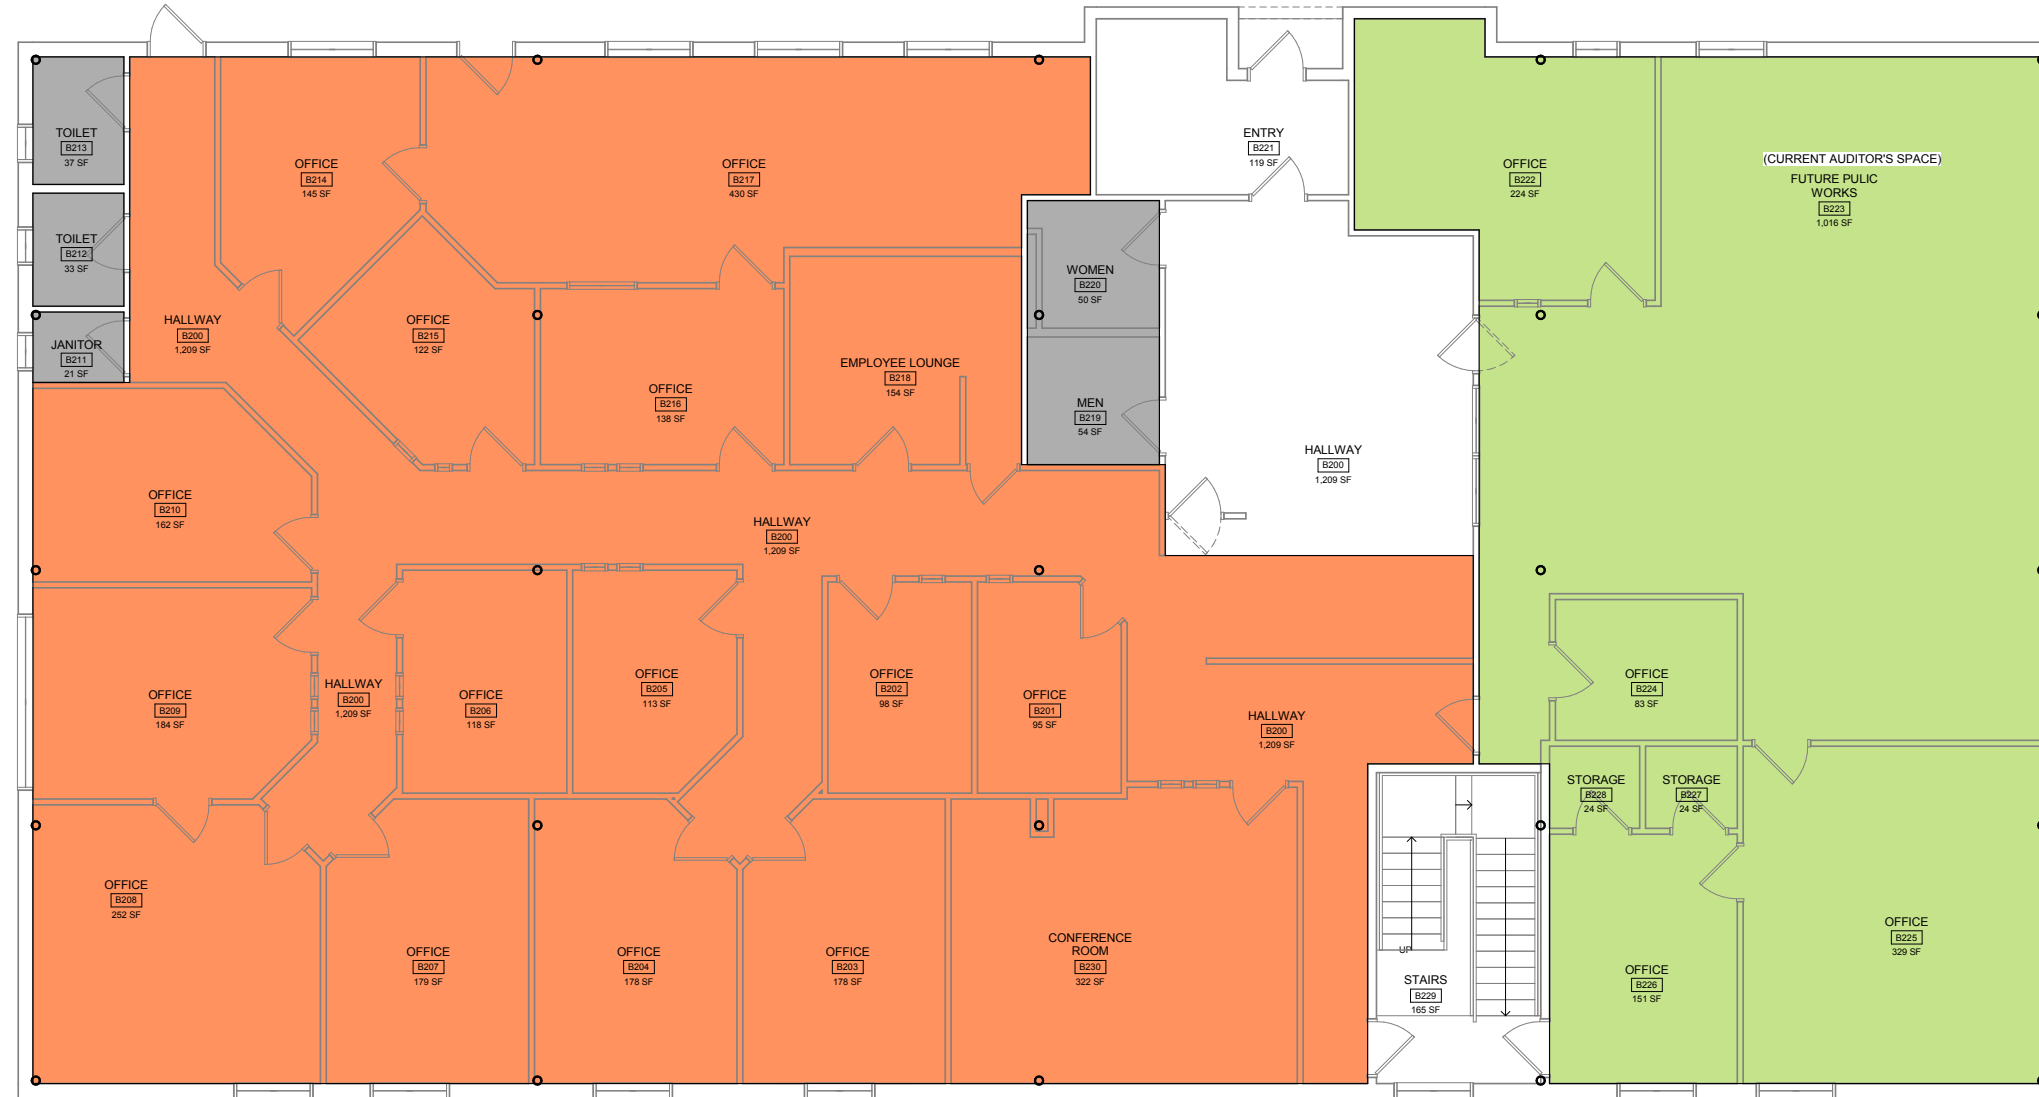 TOILET
B213
37 SF
TOILET
B212
33 SF
JANITOR
B211
21 SF
HALLWAY
B200
1,209 SF
OFFICE
B214
145 SF
OFFICE
B217
430 SF
OFFICE
B215
122 SF
OFFICE
B216
138 SF
EMPLOYEE LOUNGE
B218
154 SF
WOMEN
B220
50 SF
MEN
B219
54 SF
ENTRY
B221
119 SF
HALLWAY
B200
1,209 SF
OFFICE
B222
224 SF
(CURRENT AUDITOR'S SPACE)
FUTURE PULIC
WORKS
B223
1,016 SF
OFFICE
B210
162 SF
HALLWAY
B200
1,209 SF
OFFICE
B209
184 SF
HALLWAY
B200
1,209 SF
OFFICE
B206
118 SF
OFFICE
B205
113 SF
OFFICE
B202
98 SF
OFFICE
B201
95 SF
HALLWAY
B200
1,209 SF
OFFICE
B224
83 SF
STORAGE
B228
24 SF
STORAGE
B227
24 SF
OFFICE
B208
252 SF
OFFICE
B207
179 SF
OFFICE
B204
178 SF
OFFICE
B203
178 SF
CONFERENCE
ROOM
B230
322 SF
UP
STAIRS
B229
165 SF
OFFICE
B226
151 SF
OFFICE
B225
329 SF